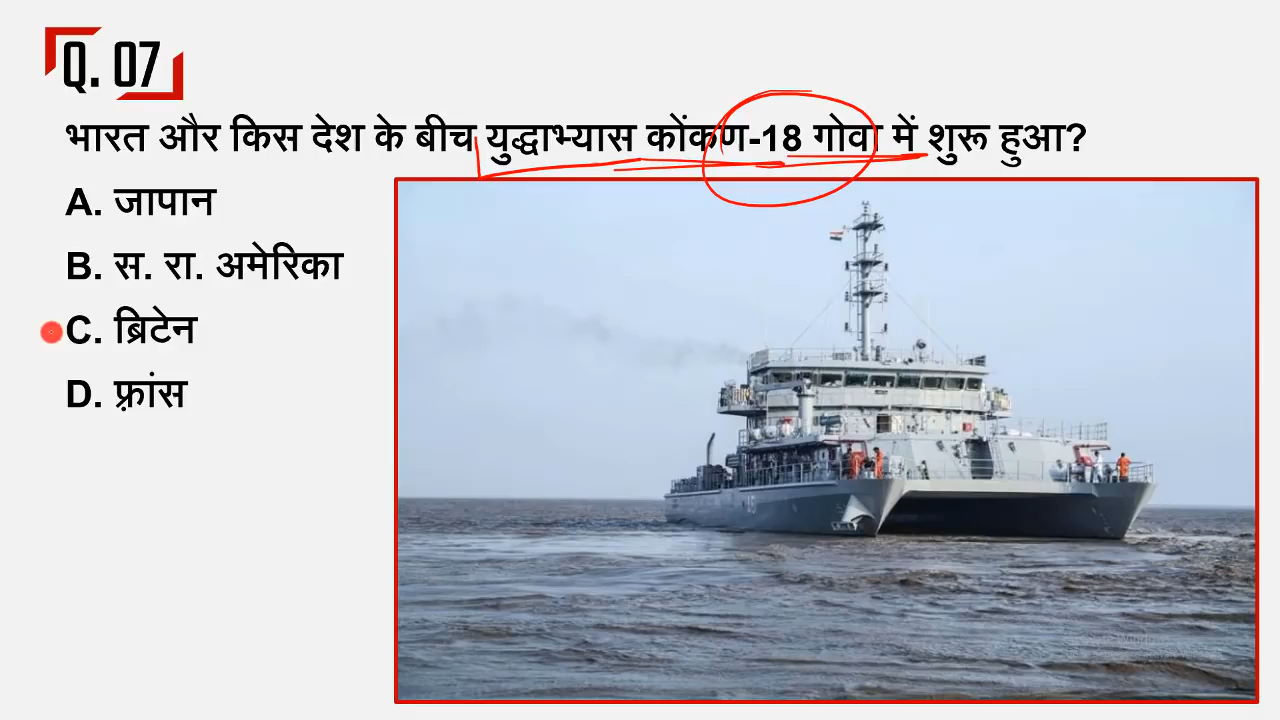 Q. 07
भारत और किस देश के बीच युद्धाभ्यास कोंकण-18 गोवा में शुरू हुआ?
A. जापान
B. स. रा. अमेरिका
C. ब्रिटेन
D. फ़्रांस